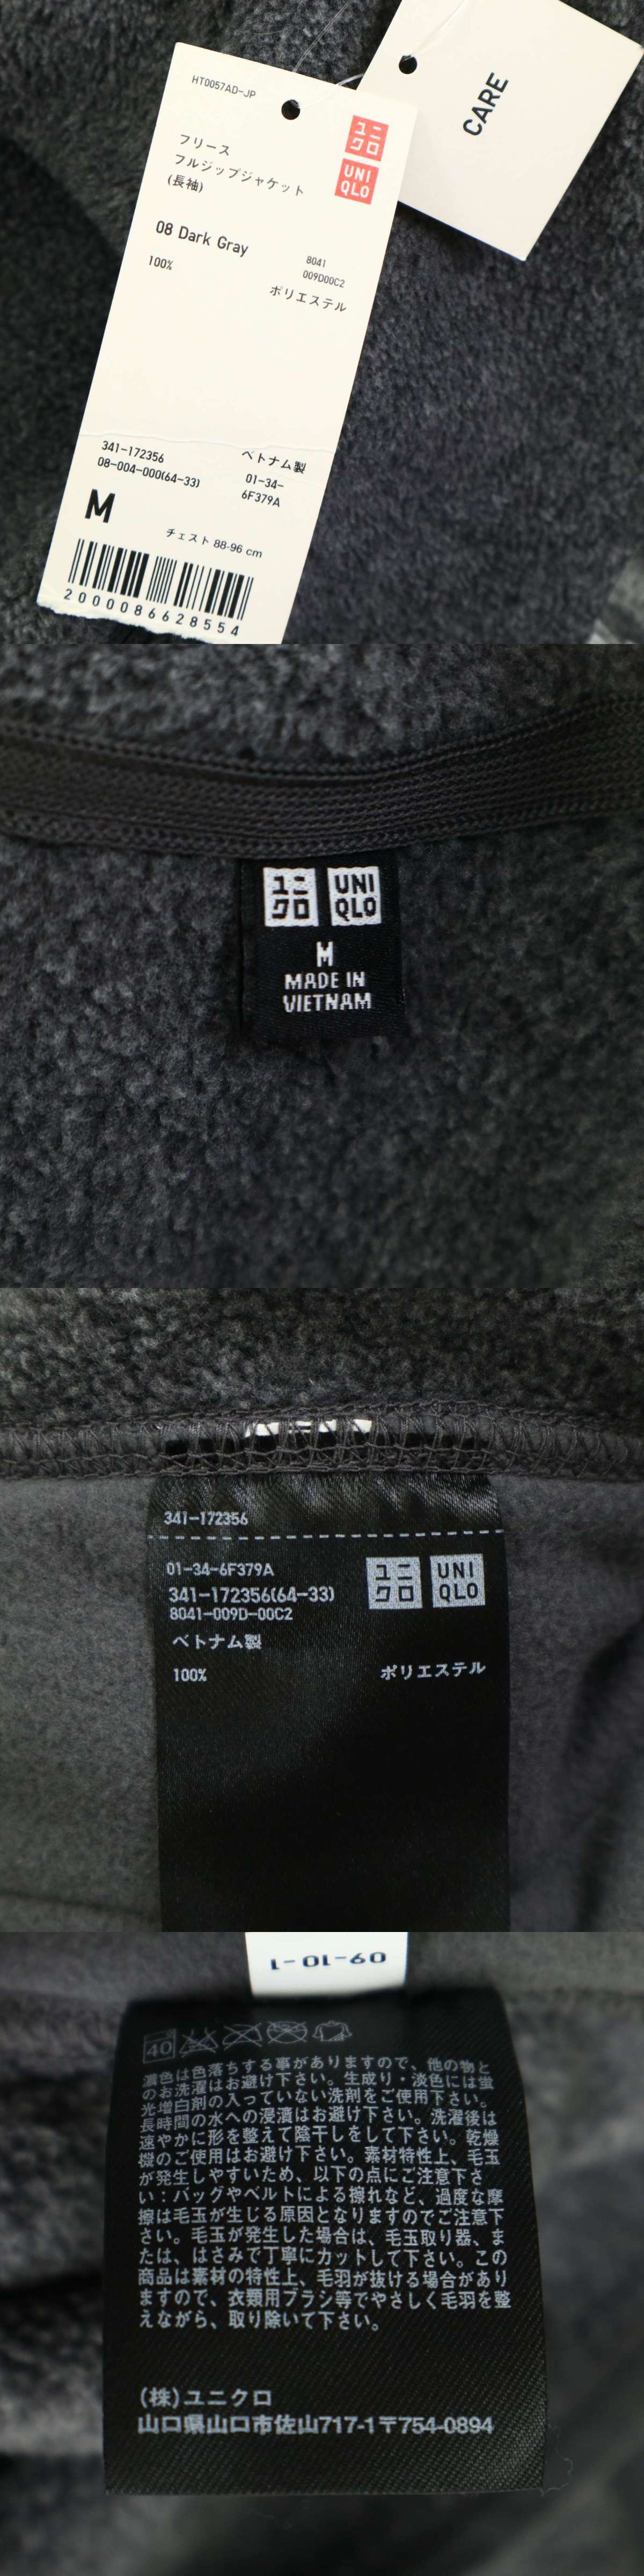 HT0057AD-JP
ユニ
クロ
UNI
QLO
フリース
フルジップジャケット
(長袖)
08 Dark Gray
8041
009D00C2
100%
ポリエステル
341-172356
08-004-000(64-33)
ベトナム製
01-34-
6F379A
M
チェスト 88-96 cm
2000086628554
CARE
ユニ
クロ
UNI
QLO
M
MADE IN
VIETNAM
341-172356
01-34-6F379A
341-172356(64-33)
8041-009D-00C2
ユニ
クロ
UNI
QLO
ベトナム製
100%
ポリエステル
09-10-1
40
濃色は色落ちする事がありますので、他の物と
のお洗濯はお避け下さい。生成り・淡色には蛍
光増白剤の入っていない洗剤をご使用下さい。
長時間の水への浸漬はお避け下さい。洗濯後は
速やかに形を整えて陰干しをして下さい。乾燥
機のご使用はお避け下さい。素材特性上、毛玉
が発生しやすいため、以下の点にご注意下さ
い：バッグやベルトによる擦れなど、過度な摩
擦は毛玉が生じる原因となりますのでご注意下
さい。毛玉が発生した場合は、毛玉取り器、ま
たは、はさみで丁寧にカットして下さい。この
商品は素材の特性上、毛羽が抜ける場合があり
ますので、衣類用ブラシ等でやさしく毛羽を整
えながら、取り除いて下さい。
(株)ユニクロ
山口県山口市佐山717-1〒754-0894